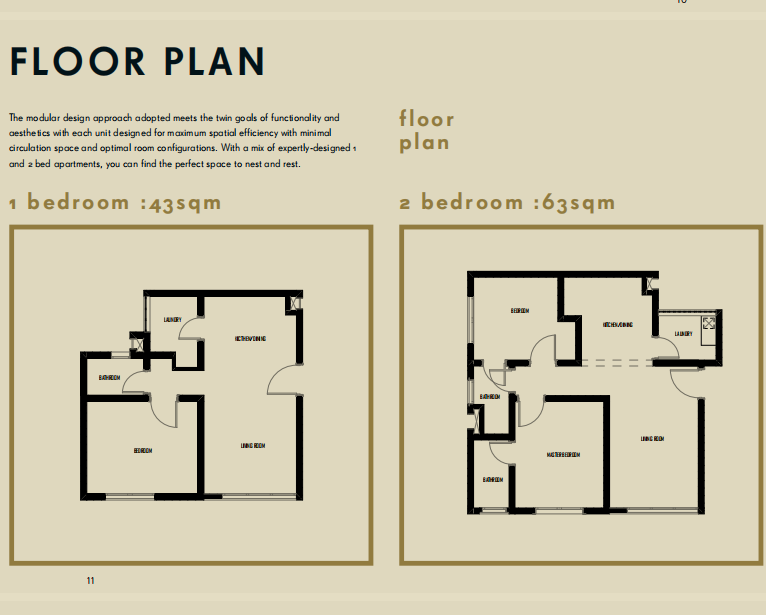 10
FLOOR PLAN
The modular design approach adopted meets the twin goals of functionality and
aesthetics with each unit designed for maximum spatial efficiency with minimal
circulation space and optimal room configurations. With a mix of expertly-designed 1
and 2 bed apartments, you can find the perfect space to nest and rest.
floor
plan
1 bedroom :43sqm
2 bedroom :63sqm
LAUNDRY
BATHROOM
BEDROOM
LIVING ROOM
BEDROOM
KITCHEN/DINING
LAUNDRY
BATHROOM
MASTER BEDROOM
LIVING ROOM
BATHROOM
11